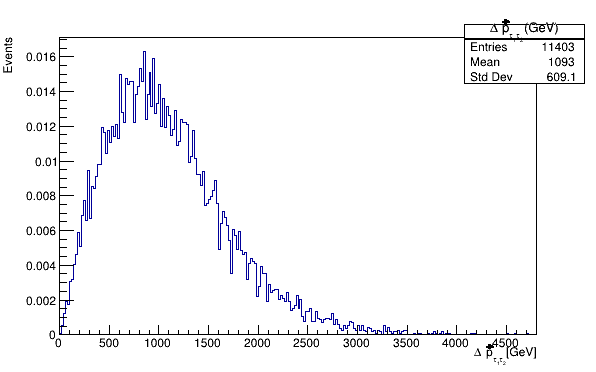 Δ p⃗_τ₁τ₂(GeV)
Entries 11403
Mean 1093
Std Dev 609.1
Events
0.016
0.014
0.012
0.01
0.008
0.006
0.004
0.002
0
0 500 1000 1500 2000 2500 3000 3500 4000 4500
Δ p⃗_τ₁τ₂[GeV]